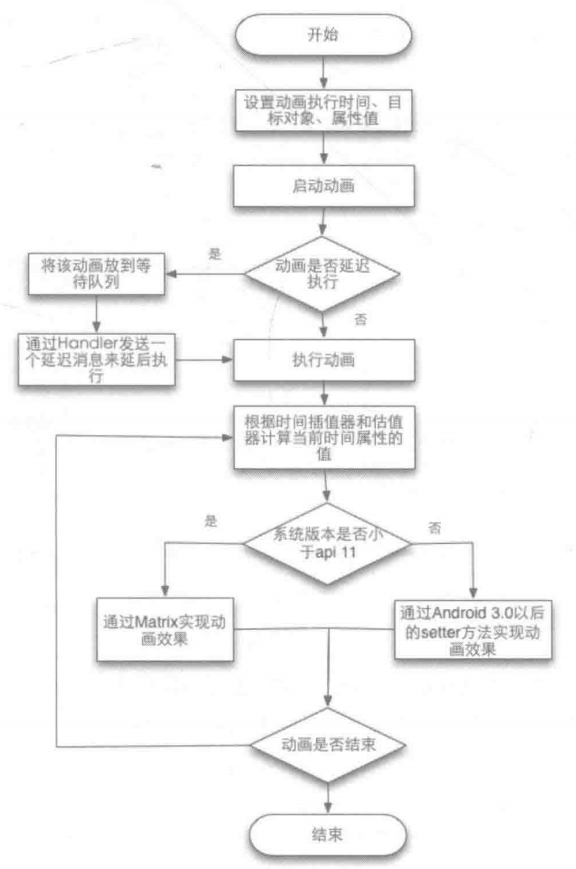 开始
设置动画执行时间、目
标对象、属性值
启动动画
动画是否延迟
执行
是
将该动画放到等
待队列
否
通过Handler发送一
个延迟消息来延后执
行
执行动画
根据时间插值器和估值
器计算当前时间属性的
值
系统版本是否小
于api 11
是
否
通过Matrix实现动
画效果
通过Android 3.0以后
的setter方法实现动
画效果
动画是否结束
结束